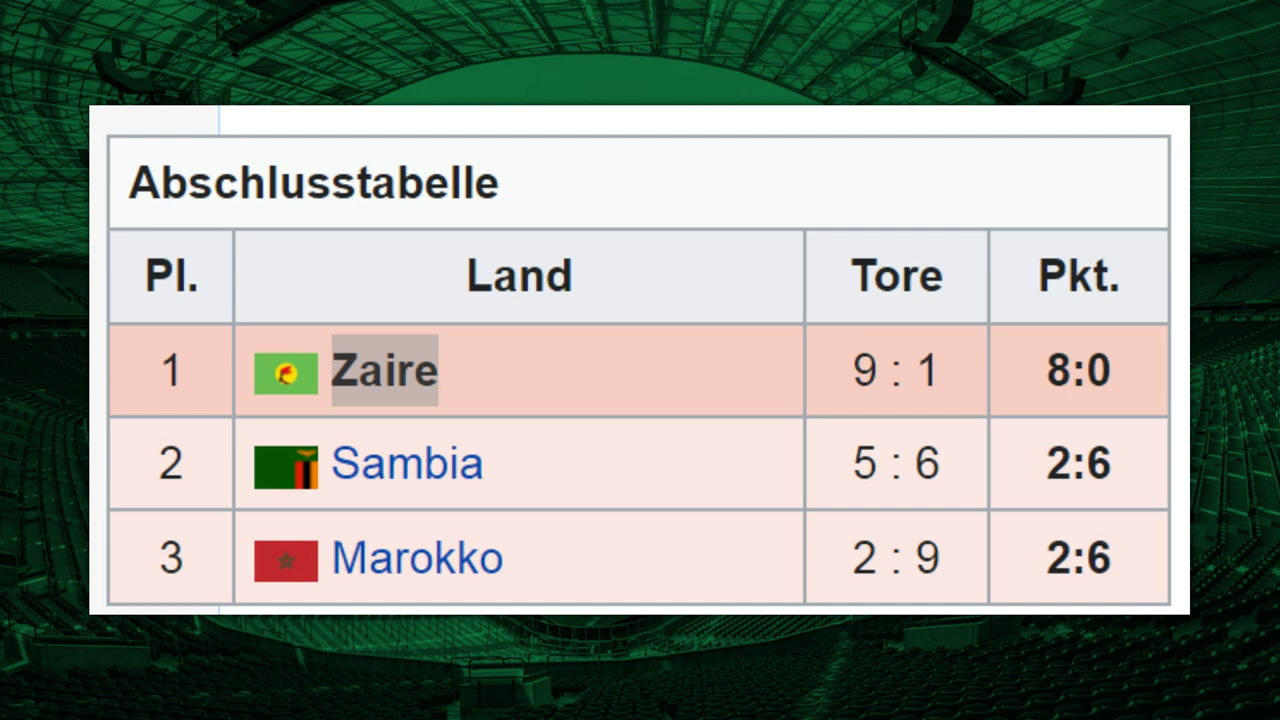 Abschlusstabelle
Pl. Land Tore Pkt.
1 Zaire 9 : 1 8:0
2 Sambia 5 : 6 2:6
3 Marokko 2 : 9 2:6